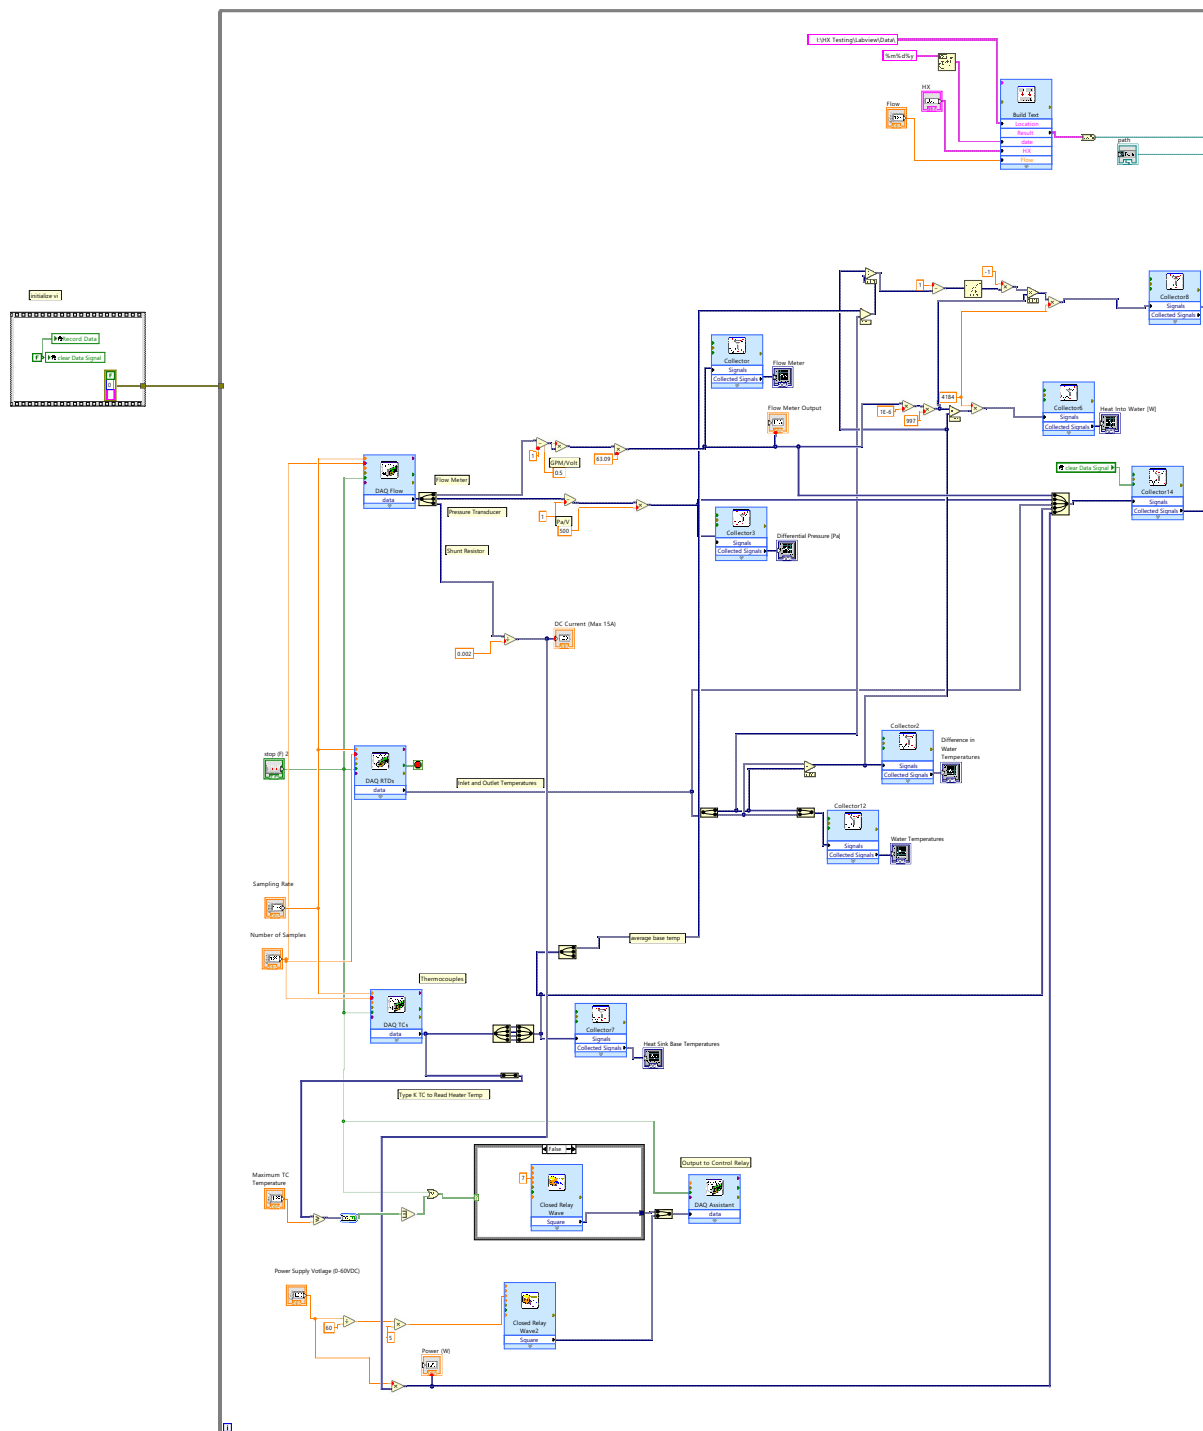 I:\HX Testing\Labview\Data\
%m%d%y
HX
Flow
Build Text
Location
Result
date
HX
Flow
path
initialize vi
Record Data
clear Data Signal
F
F
0
1
-1
Collector8
Signals
Collected Signals
Collector
Signals
Collected Signals
Flow Meter
Flow Meter Output
1E-6
997
4184
Collector6
Signals
Collected Signals
Heat Into Water [W]
1
GPM/Volt
0.5
63.09
clear Data Signal
Collector14
Signals
Collected Signals
DAQ Flow
data
Flow Meter
Pressure Transducer
Shunt Resistor
1
Pa/V
500
Collector3
Signals
Collected Signals
Differential Pressure [Pa]
DC Current (Max 15A)
0.002
stop (F) 2
DAQ RTDs
data
Inlet and Outlet Temperatures
Collector2
Signals
Collected Signals
Difference in
Water
Temperatures
Collector12
Signals
Collected Signals
Water Temperatures
Sampling Rate
Number of Samples
average base temp
Thermocouples
DAQ TCs
data
Collector7
Signals
Collected Signals
Heat Sink Base Temperatures
Type K TC to Read Heater Temp
False
7
Closed Relay
Wave
Square
Output to Control Relay
DAQ Assistant
data
Maximum TC
Temperature
Power Supply Votlage (0-60VDC)
60
5
Closed Relay
Wave2
Square
Power (W)
i